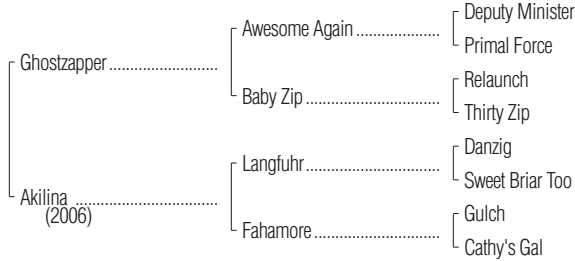 Deputy Minister
Awesome Again ....................
Primal Force
Ghostzapper ..........................
Relaunch
Baby Zip ................................
Thirty Zip
Danzig
Langfuhr ................................
Sweet Briar Too
Akilina ..................................
(2006)
Gulch
Fahamore ..............................
Cathy's Gal